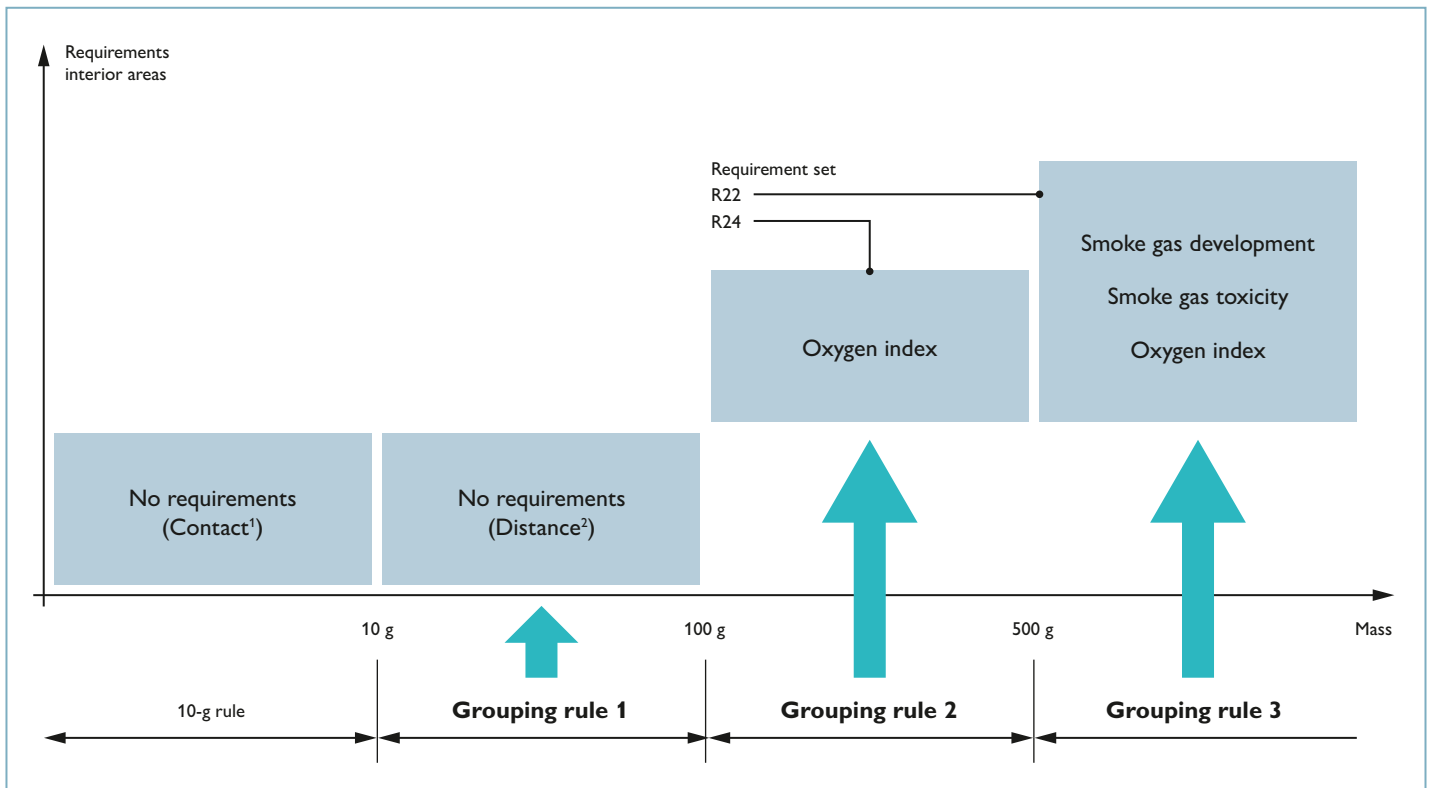 Requirements
interior areas
Requirement set
R22
R24
Smoke gas development
Smoke gas toxicity
Oxygen index
Oxygen index
No requirements
(Contact¹)
No requirements
(Distance²)
10 g
100 g
500 g
Mass
10-g rule
Grouping rule 1
Grouping rule 2
Grouping rule 3